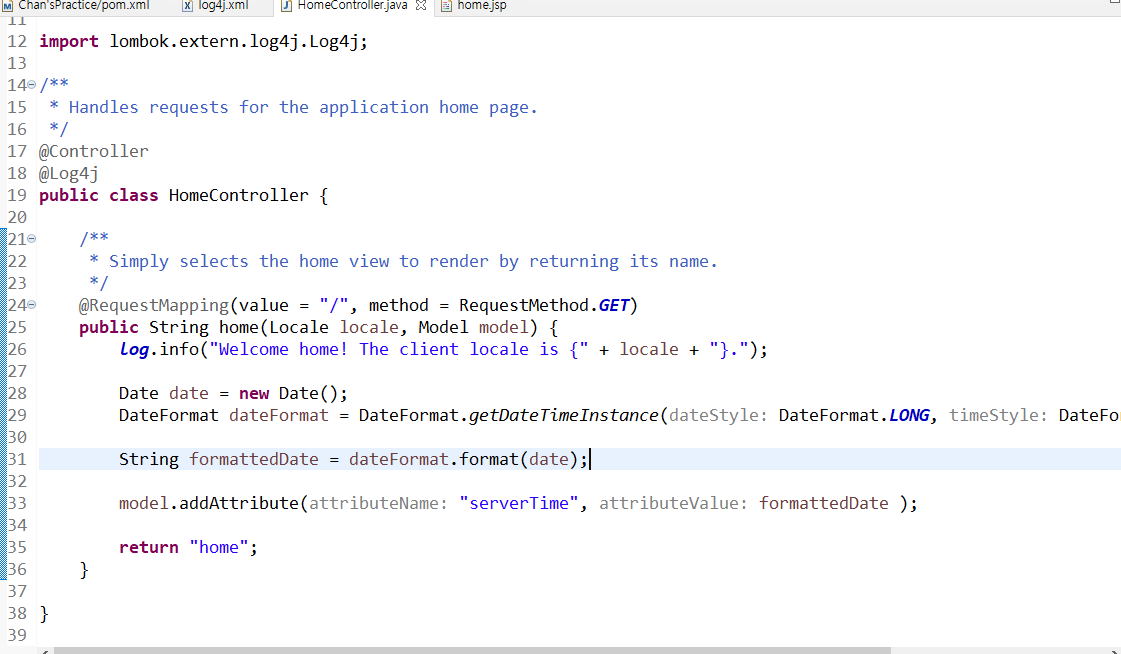 Chan'sPractice/pom.xml log4j.xml HomeController.java home.jsp
11
12 import lombok.extern.log4j.Log4j;
13
14 /**
15 * Handles requests for the application home page.
16 */
17 @Controller
18 @Log4j
19 public class HomeController {
20
21 /**
22 * Simply selects the home view to render by returning its name.
23 */
24 @RequestMapping(value = "/", method = RequestMethod.GET)
25 public String home(Locale locale, Model model) {
26 log.info("Welcome home! The client locale is {" + locale + "}.");
27
28 Date date = new Date();
29 DateFormat dateFormat = DateFormat.getDateTimeInstance(dateStyle: DateFormat.LONG, timeStyle: DateFo
30
31 String formattedDate = dateFormat.format(date);
32
33 model.addAttribute(attributeName: "serverTime", attributeValue: formattedDate );
34
35 return "home";
36 }
37
38 }
39